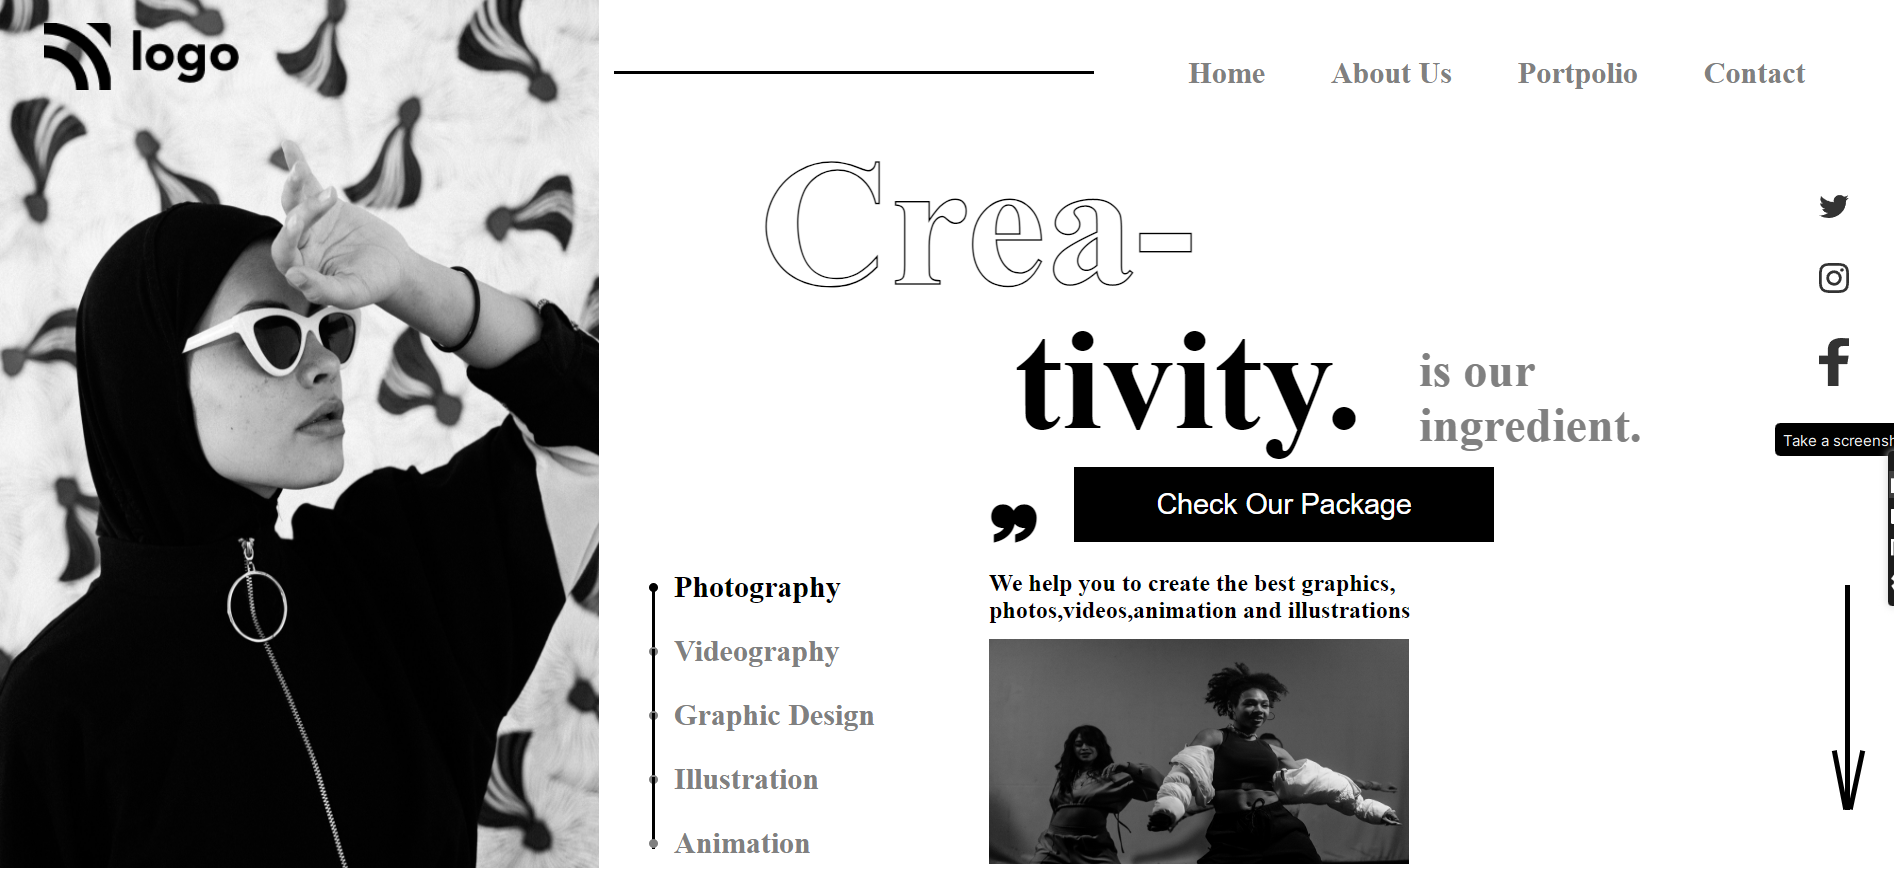 logo
Home About Us Portpolio Contact
Crea-
tivity.
is our
ingredient.
Take a screensh
Check Our Package
❞
We help you to create the best graphics,
photos,videos,animation and illustrations
Photography
Videography
Graphic Design
Illustration
Animation